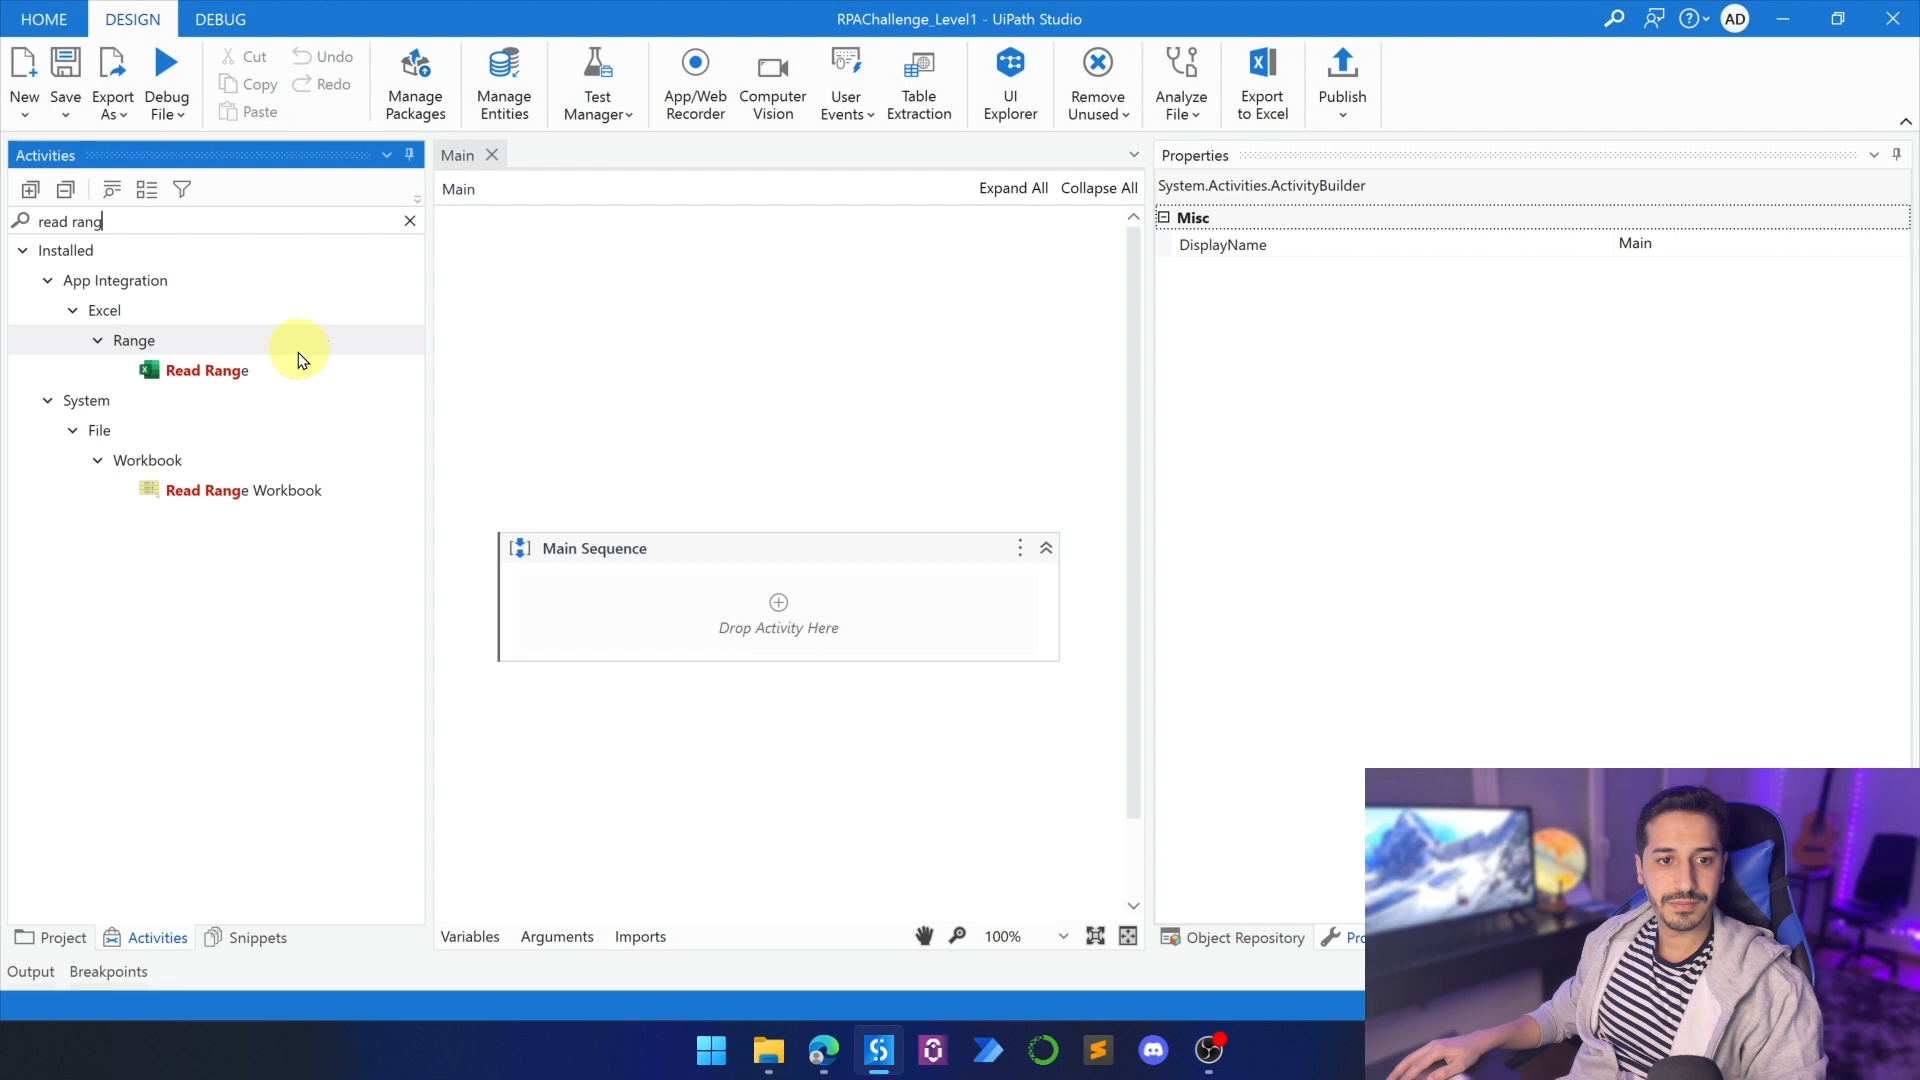 HOME
DESIGN
DEBUG
RPAChallenge_Level1 - UiPath Studio
AD
New
Save
Export
As
Debug
File
Cut
Copy
Paste
Undo
Redo
Manage
Packages
Manage
Entities
Test
Manager
App/Web
Recorder
Computer
Vision
User
Events
Table
Extraction
UI
Explorer
Remove
Unused
Analyze
File
Export
to Excel
Publish
Activities
read rang
Installed
App Integration
Excel
Range
Read Range
System
File
Workbook
Read Range Workbook
Project
Activities
Snippets
Output
Breakpoints
Main
Main
Expand All
Collapse All
Main Sequence
Drop Activity Here
Variables
Arguments
Imports
100%
Properties
System.Activities.ActivityBuilder
Misc
DisplayName
Main
Object Repository
Pro